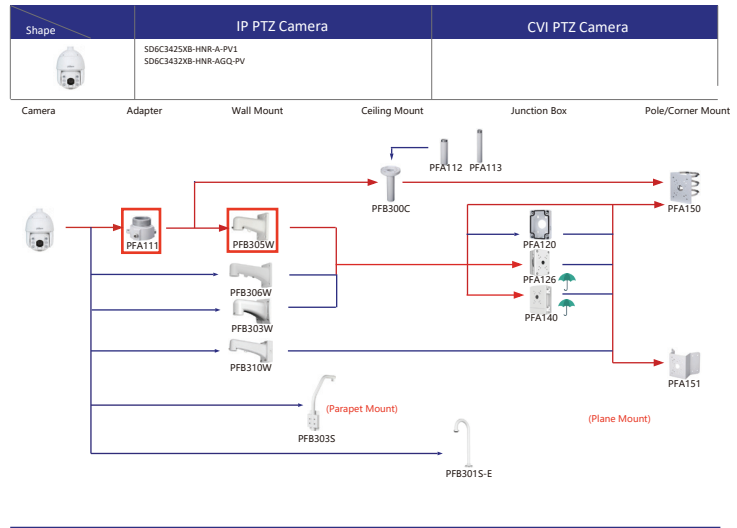 Shape
IP PTZ Camera
CVI PTZ Camera
SD6C3425XB-HNR-A-PV1
SD6C3432XB-HNR-AGQ-PV
Camera
Adapter
Wall Mount
Ceiling Mount
Junction Box
Pole/Corner Mount
PFA112
PFA113
PFB300C
PFA150
PFA111
PFB305W
PFA120
PFB306W
PFA126
PFB303W
PFA140
PFB310W
PFA151
(Parapet Mount)
(Plane Mount)
PFB303S
PFB301S-E